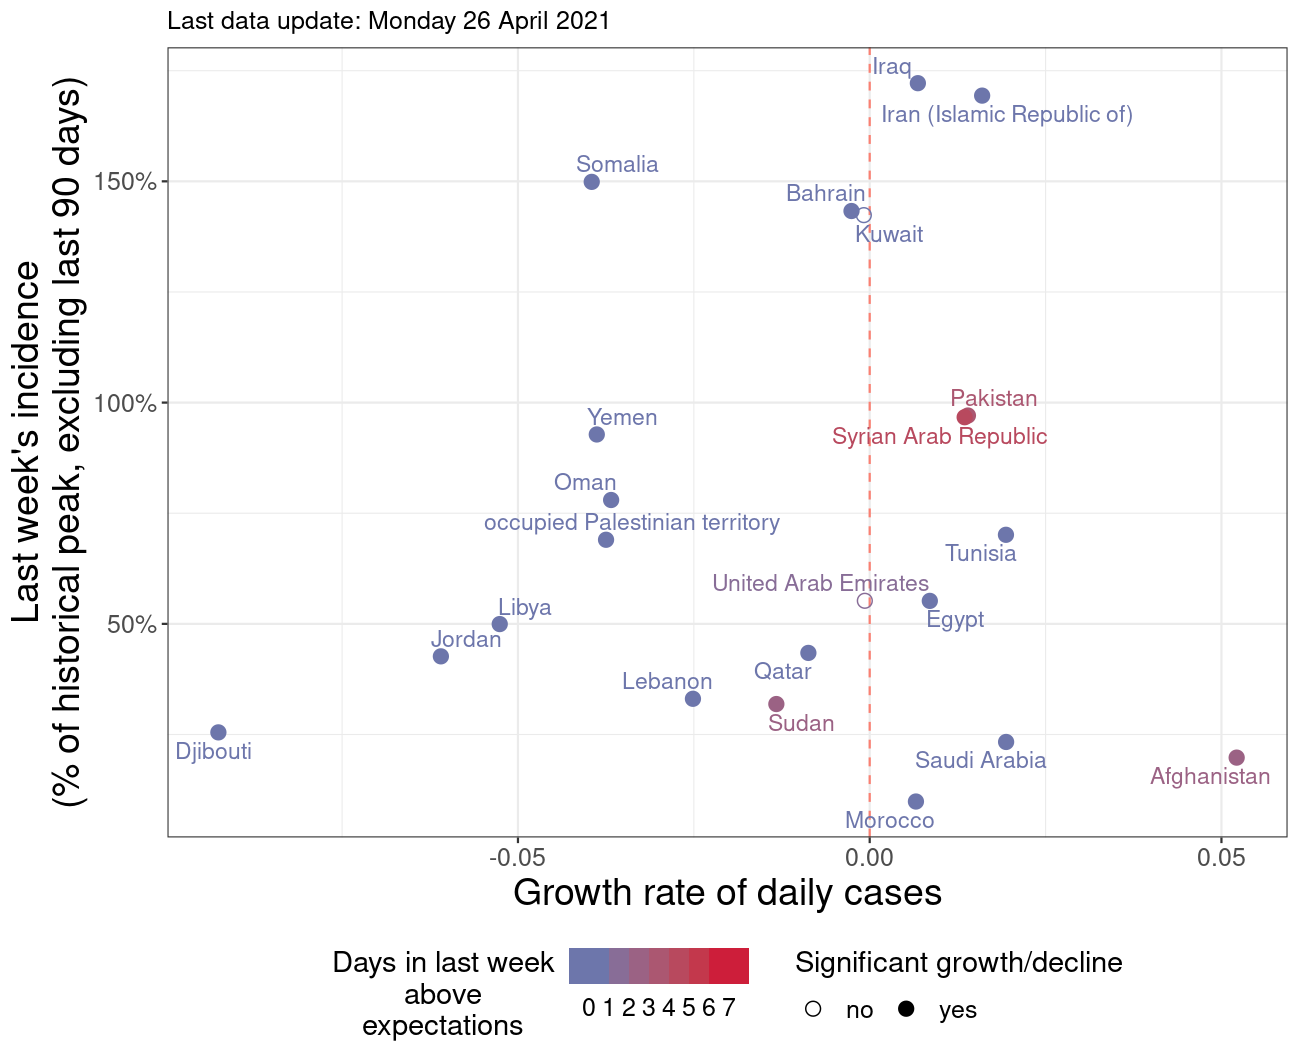 Last data update: Monday 26 April 2021
Last week's incidence
(% of historical peak, excluding last 90 days)
150%
100%
50%
Iraq
Iran (Islamic Republic of)
Somalia
Bahrain
Kuwait
Pakistan
Yemen
Syrian Arab Republic
Oman
occupied Palestinian territory
Tunisia
United Arab Emirates
Libya
Egypt
Jordan
Qatar
Lebanon
Sudan
Djibouti
Saudi Arabia
Afghanistan
Morocco
-0.05 0.00 0.05
Growth rate of daily cases
Days in last week
above
expectations
0 1 2 3 4 5 6 7
Significant growth/decline
no yes